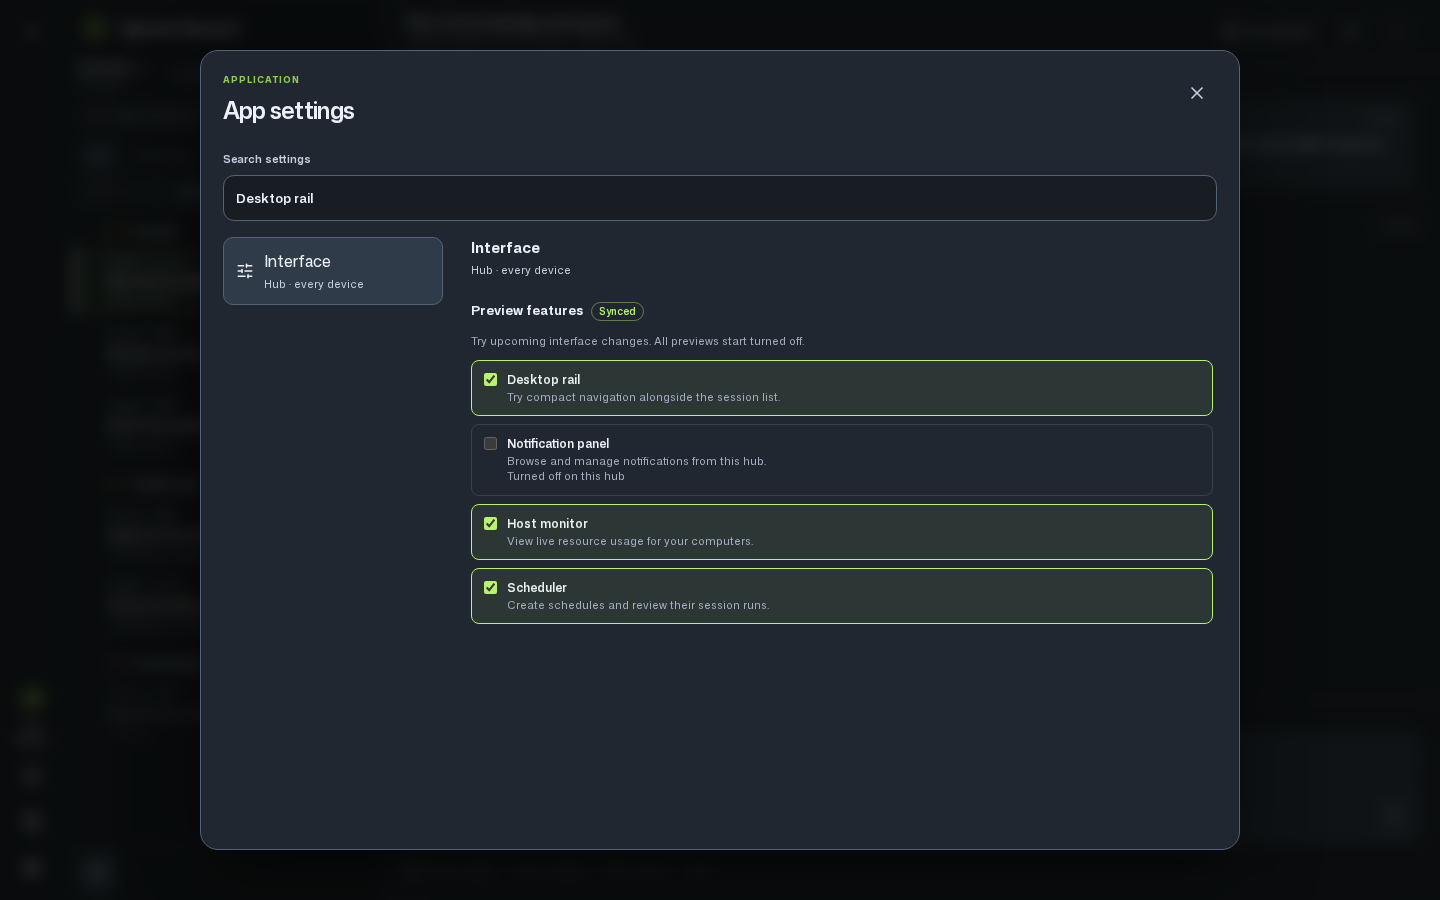 APPLICATION
App settings
Search settings
Desktop rail
Interface
Hub · every device
Interface
Hub · every device
Preview features Synced
Try upcoming interface changes. All previews start turned off.
Desktop rail
Try compact navigation alongside the session list.
Notification panel
Browse and manage notifications from this hub.
Turned off on this hub
Host monitor
View live resource usage for your computers.
Scheduler
Create schedules and review their session runs.